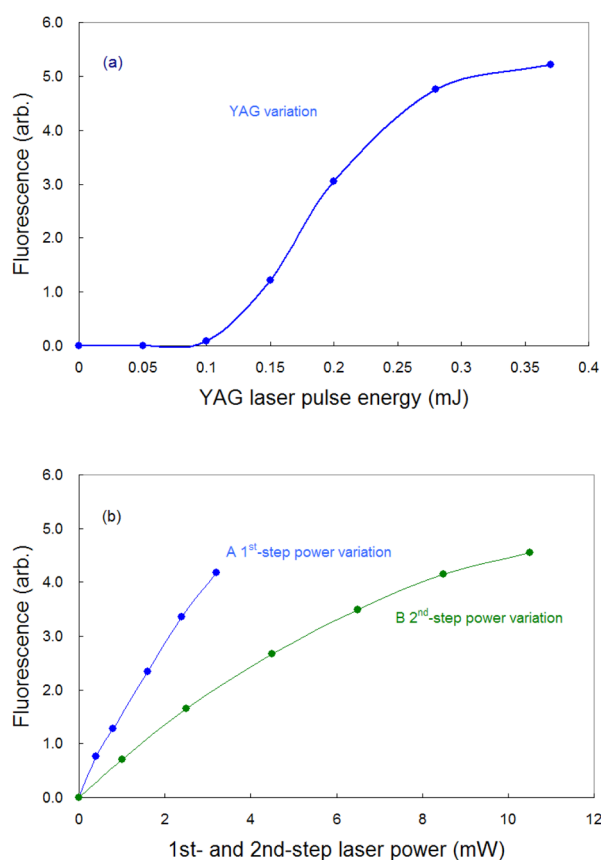 6.0
(a)
5.0
YAG variation
4.0
3.0
2.0
1.0
0.0
Fluorescence (arb.)
0 0.05 0.1 0.15 0.2 0.25 0.3 0.35 0.4
YAG laser pulse energy (mJ)
6.0
(b)
5.0
A 1st-step power variation
4.0
B 2nd-step power variation
3.0
2.0
1.0
0.0
Fluorescence (arb.)
0 2 4 6 8 10 12
1st- and 2nd-step laser power (mW)